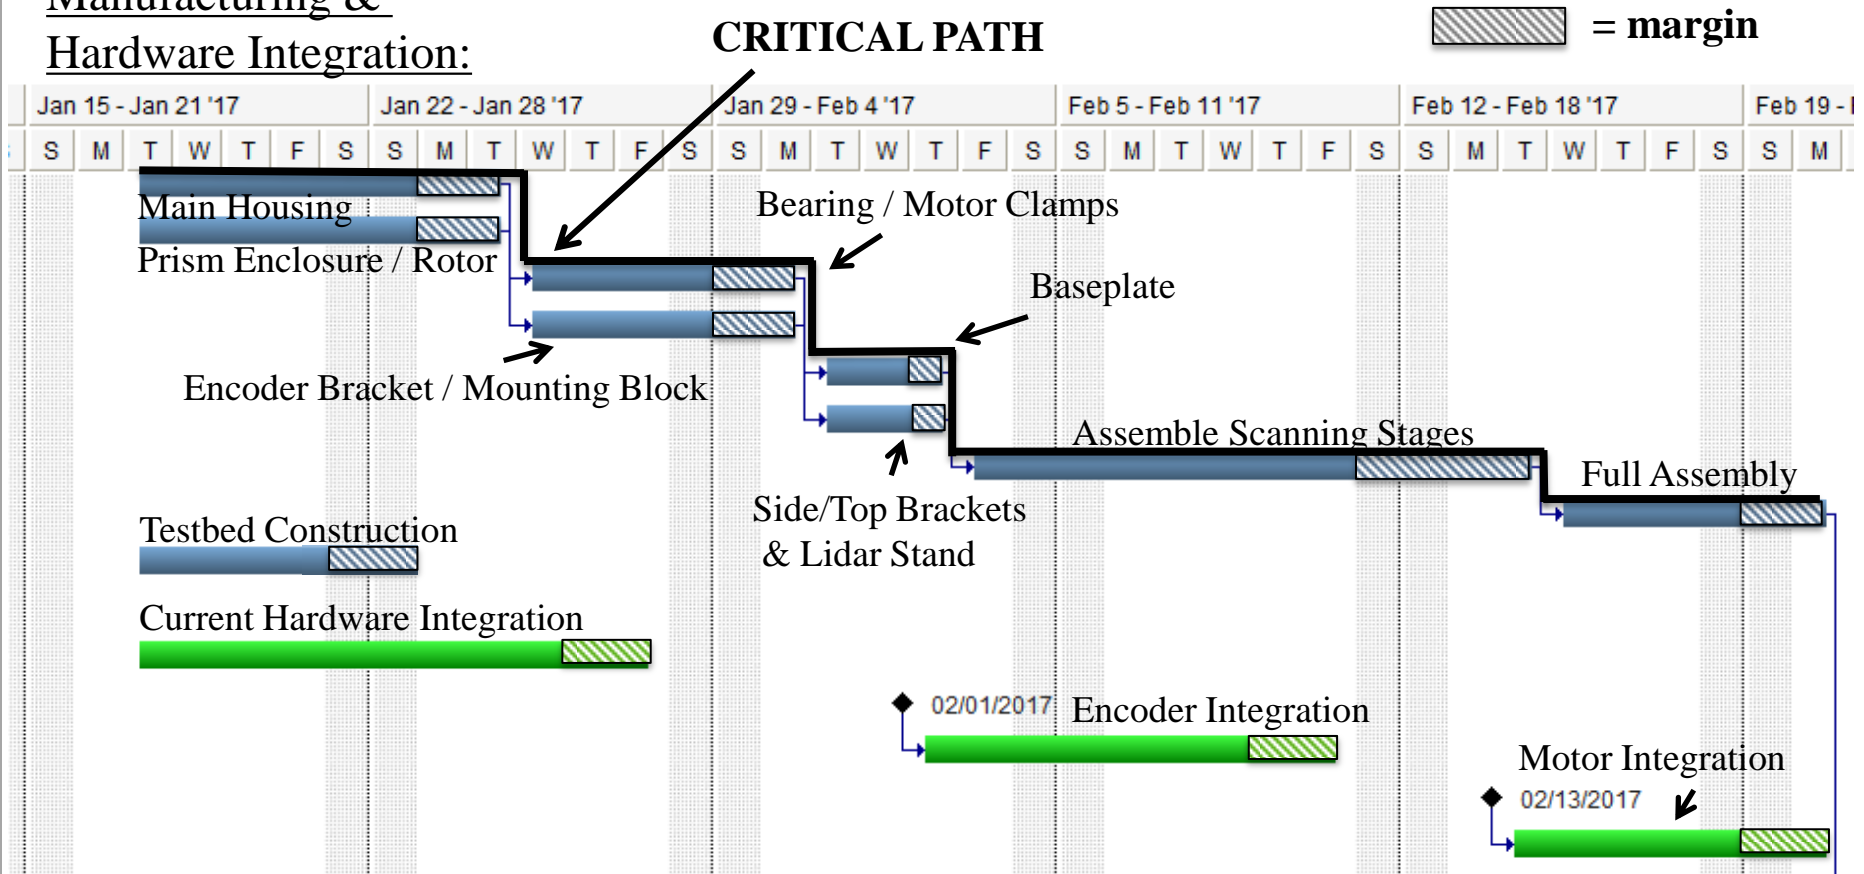 Manufacturing &
Hardware Integration:
CRITICAL PATH
= margin
Jan 15 - Jan 21 '17
Jan 22 - Jan 28 '17
Jan 29 - Feb 4 '17
Feb 5 - Feb 11 '17
Feb 12 - Feb 18 '17
Feb 19 -
S M T W T F S S M T W T F S S M T W T F S S M T W T F S S M T W T F S S M
Main Housing
Bearing / Motor Clamps
Prism Enclosure / Rotor
Baseplate
Encoder Bracket / Mounting Block
Assemble Scanning Stages
Full Assembly
Side/Top Brackets
& Lidar Stand
Testbed Construction
Current Hardware Integration
02/01/2017
Encoder Integration
Motor Integration
02/13/2017